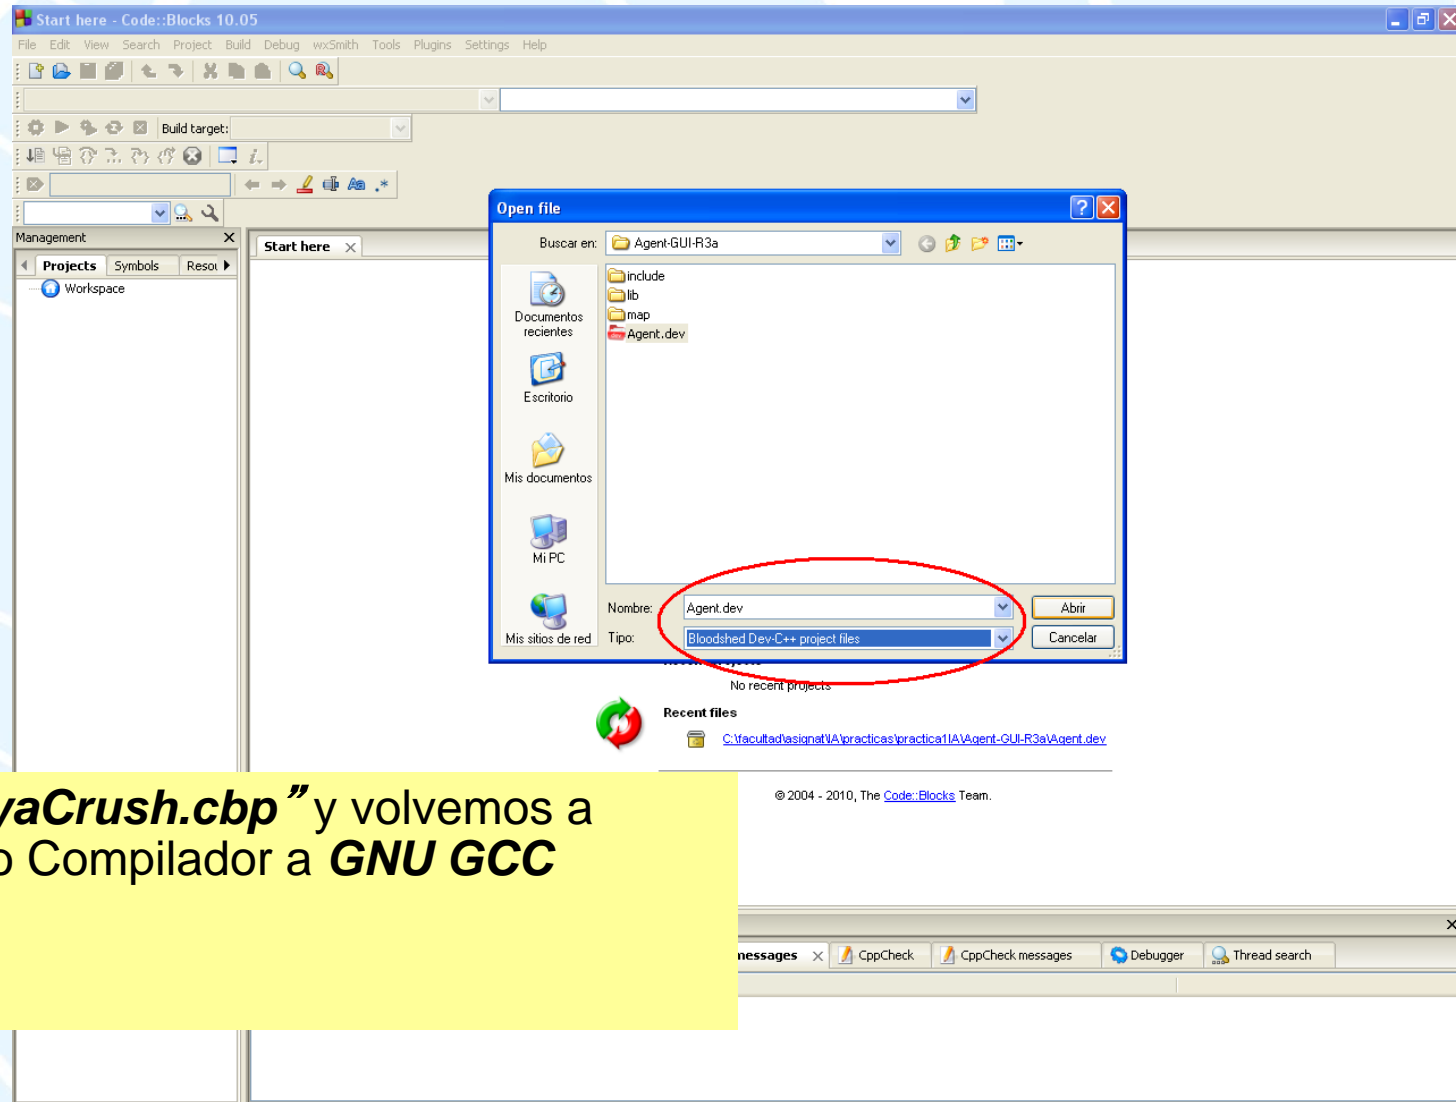 Start here - Code::Blocks 10.05
File Edit View Search Project Build Debug wxSmith Tools Plugins Settings Help
Build target:
Management
Projects Symbols
Workspace
Start here
Open file
Buscar en: Agent-GUI-R3a
Documentos recientes
Escritorio
Mis documentos
Mi PC
Mis sitios de red
include
lib
map
Agent.dev
Nombre: Agent.dev Abrir
Tipo: Bloodshed Dev-C++ project files Cancelar
No recent projects
Recent files
C:\facultad\asignat\IA\practicas\practica1IA\Agent-GUI-R3a\Agent.dev
© 2004 - 2010, The Code::Blocks Team.
yaCrush.cbp” y volvemos a
o Compilador a GNU GCC
messages CppCheck CppCheck messages Debugger Thread search